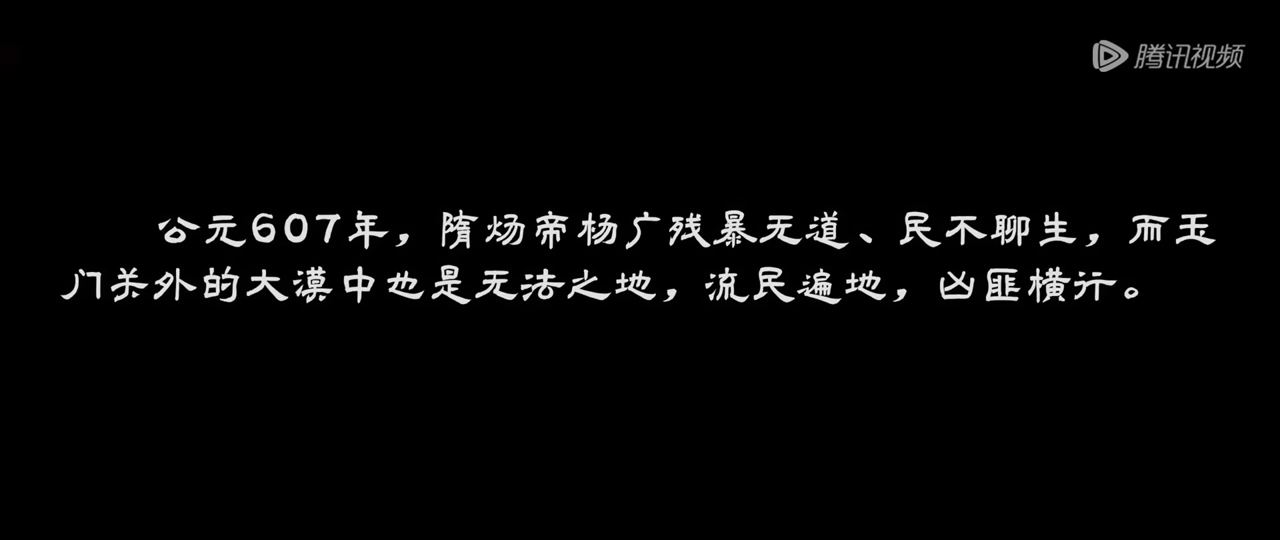 腾讯视频
公元607年，隋炀帝杨广残暴无道、民不聊生，而玉
门关外的大漠中也是无法之地，流民遍地，凶匪横行。